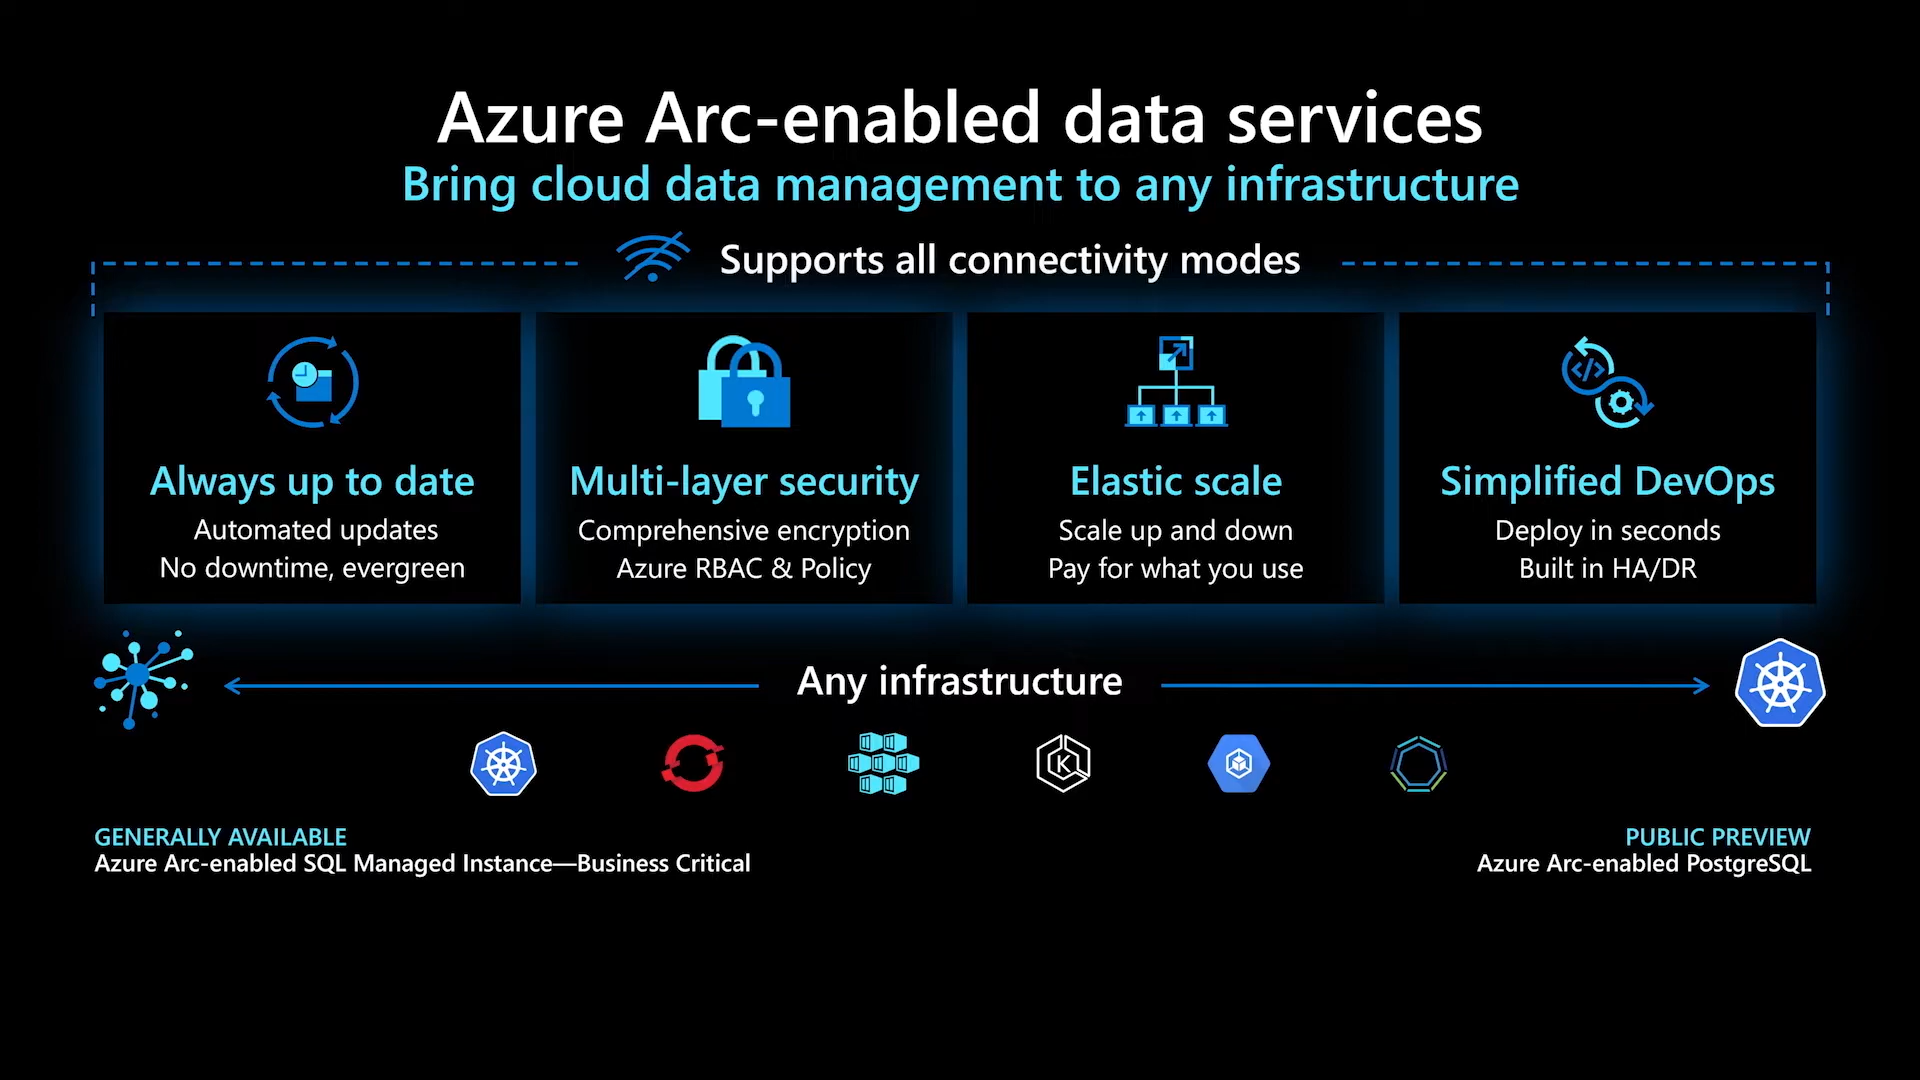 Azure Arc-enabled data services
Bring cloud data management to any infrastructure
Supports all connectivity modes
Always up to date
Automated updates
No downtime, evergreen
Multi-layer security
Comprehensive encryption
Azure RBAC & Policy
Elastic scale
Scale up and down
Pay for what you use
Simplified DevOps
Deploy in seconds
Built in HA/DR
Any infrastructure
K
GENERALLY AVAILABLE
Azure Arc-enabled SQL Managed Instance—Business Critical
PUBLIC PREVIEW
Azure Arc-enabled PostgreSQL